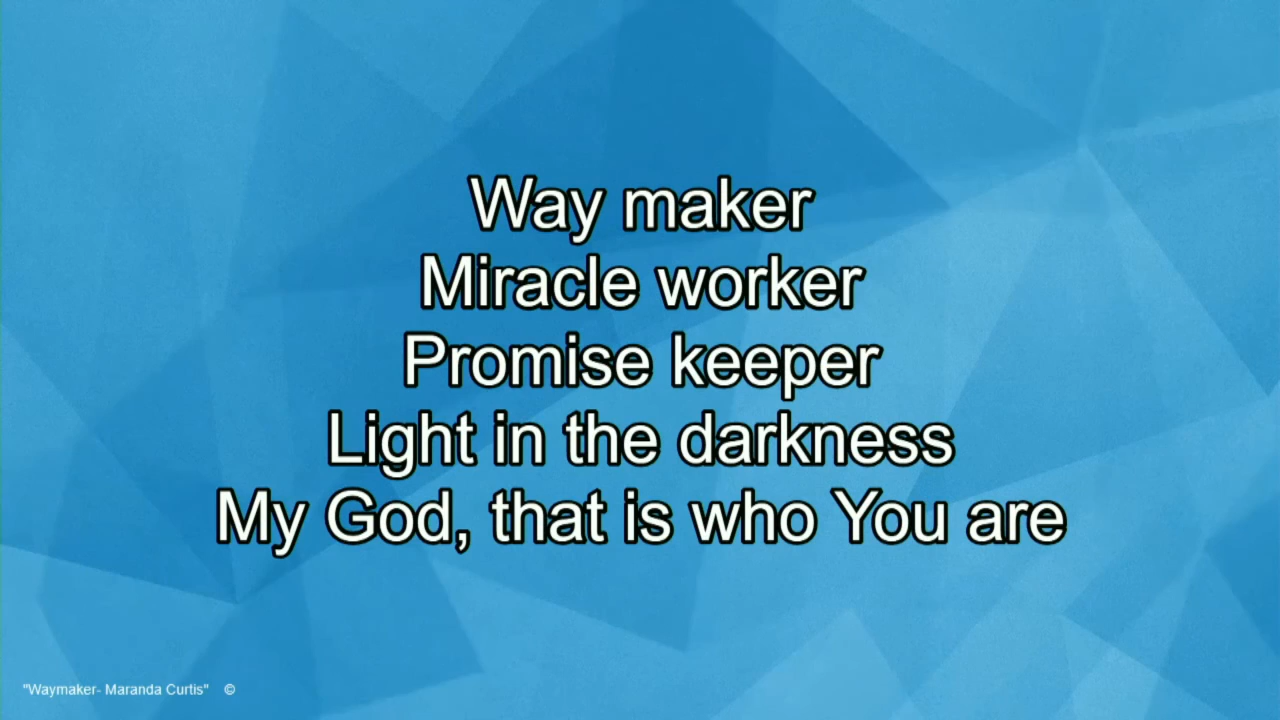 Way maker
Miracle worker
Promise keeper
Light in the darkness
My God, that is who You are
"Waymaker- Maranda Curtis" ©